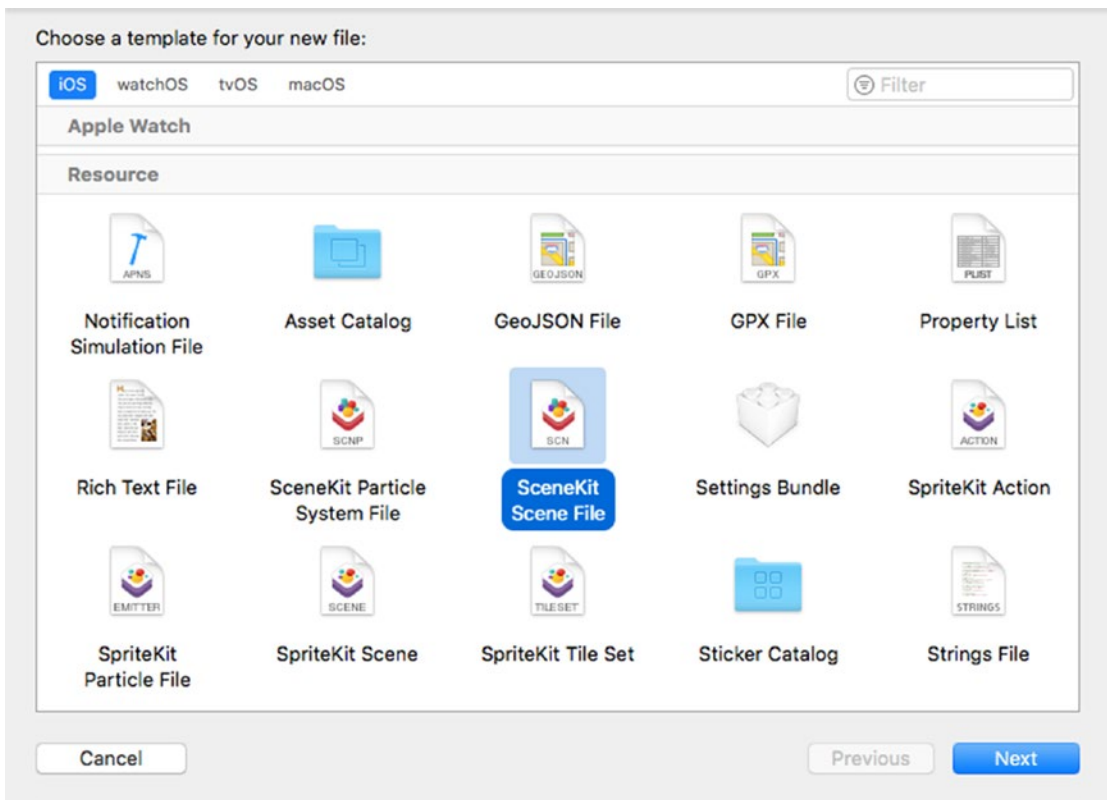 Choose a template for your new file:
iOS watchOS tvOS macOS Filter
Apple Watch
Resource
APNS GEOJSON GPX PLIST
Notification Simulation File
Asset Catalog
GeoJSON File
GPX File
Property List
SCNP SCN ACTION
Rich Text File
SceneKit Particle System File
SceneKit Scene File
Settings Bundle
SpriteKit Action
EMITTER SCENE TILESET STRINGS
SpriteKit Particle File
SpriteKit Scene
SpriteKit Tile Set
Sticker Catalog
Strings File
Cancel Previous Next